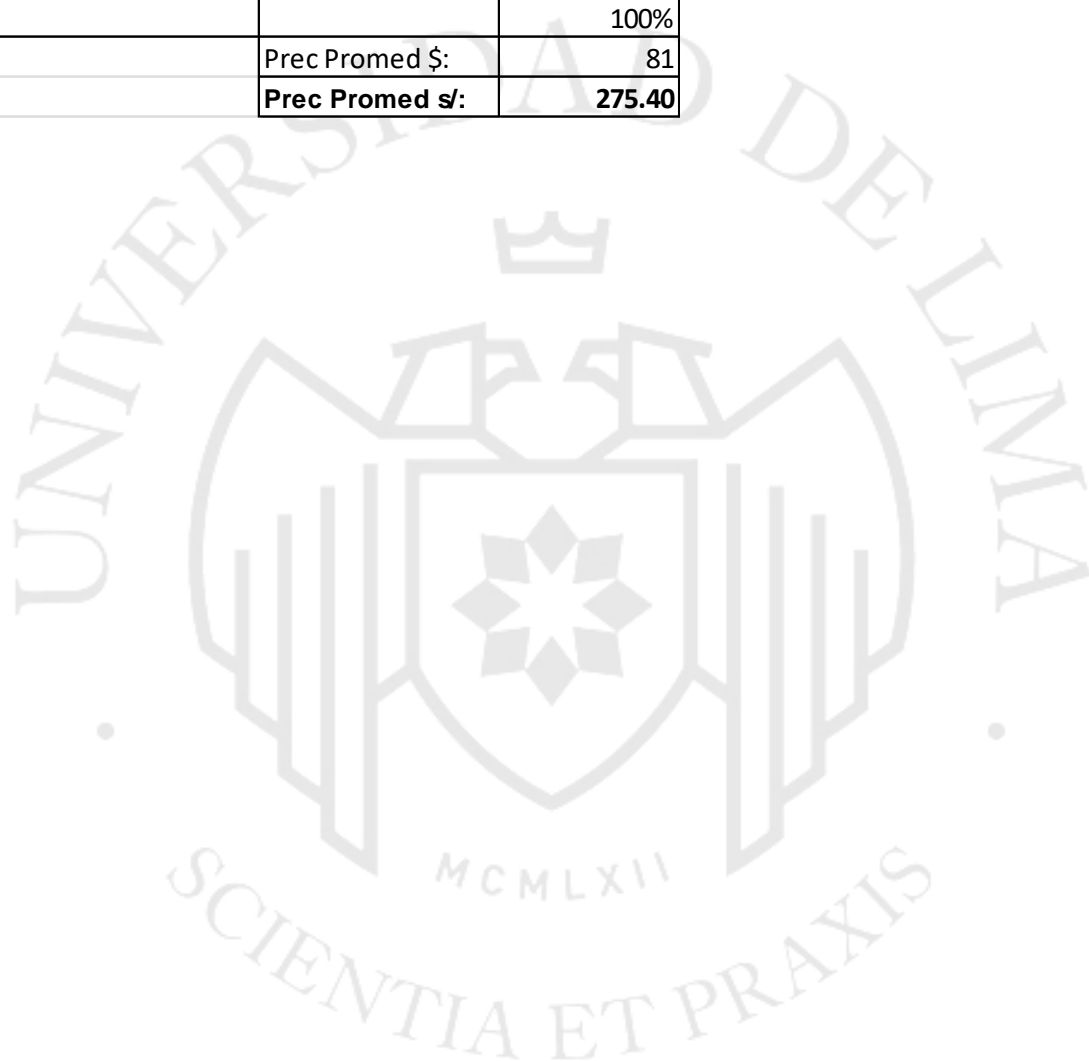 100%
Prec Promed $: 81
Prec Promed s/: 275.40
UNIVERSIDAD DE LIMA
MCMLXII
SCIENTIA ET PRAXIS